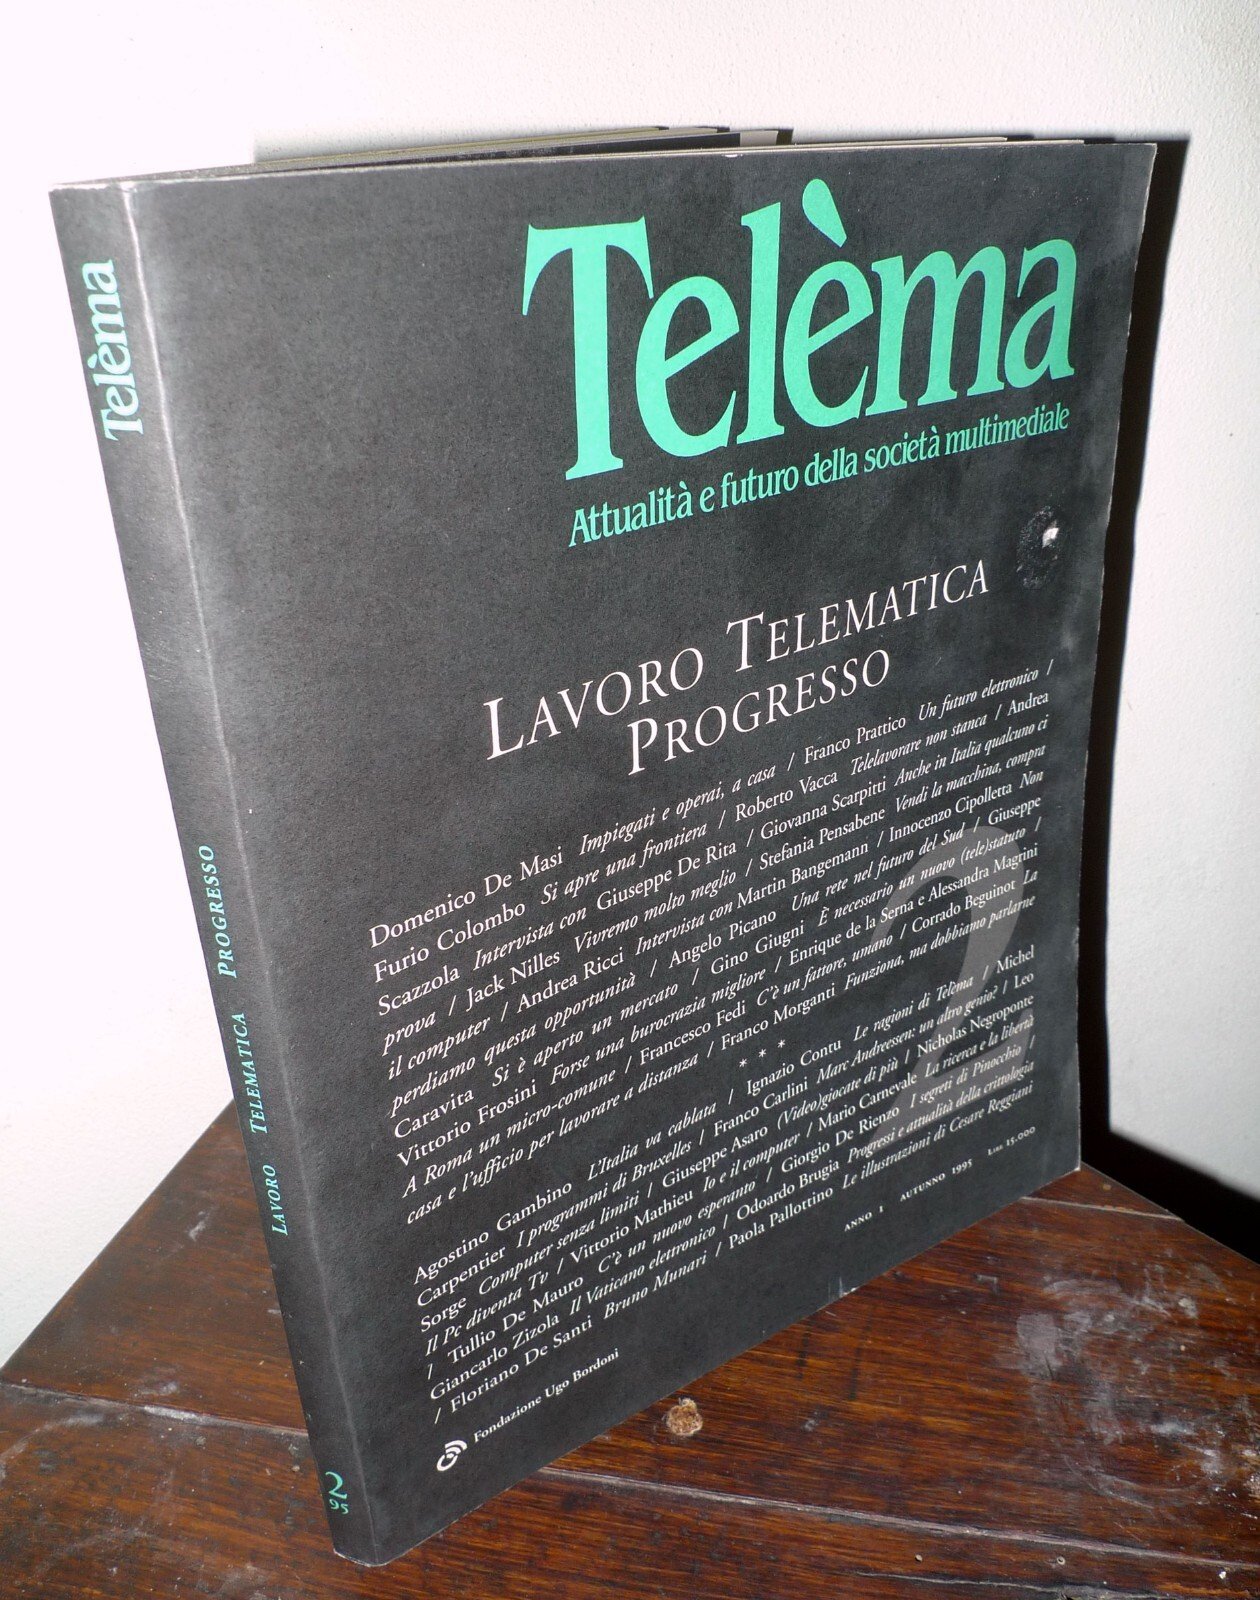 Telèma
Attualità e futuro della società multimediale
LAVORO TELEMATICA
PROGRESSO
Domenico De Masi Impiegati e operai, a casa / Franco Prattico Un futuro elettronico /
Furio Colombo Si apre una frontiera / Roberto Vacca Telelavorare non stanca / Andrea
Scazzola Intervista con Giuseppe De Rita / Giovanna Scarpitti Anche in Italia qualcuno ci
prova / Jack Nilles Vivremo molto meglio / Stefania Pensabene Vendi la macchina, compra
il computer / Andrea Ricci Intervista con Martin Bangemann / Innocenzo Cipolletta Non
perdiamo questa opportunità / Angelo Picano Una rete nel futuro del Sud / Giuseppe
Caravita Si è aperto un mercato / Gino Giugni È necessario un nuovo (tele)statuto /
Vittorio Frosini Forse una burocrazia migliore / Enrique de la Serna e Alessandra Magrini
A Roma un micro-comune / Francesco Fedi C'è un fattore, umano / Corrado Beguinot La
casa e l'ufficio per lavorare a distanza / Franco Morganti Funziona, ma dobbiamo parlarne
* * *
Agostino Gambino L'Italia va cablata / Ignazio Contu Le ragioni di Telèma / Michel
Carpentier I programmi di Bruxelles / Franco Carlini Marc Andreesen: un altro genio? / Leo
Sorge Computer senza limiti / Giuseppe Asaro (Video)giocate di più / Nicholas Negroponte
Il Pc diventa Tv / Vittorio Mathieu Io e il computer / Mario Carnevale La ricerca e la libertà
/ Tullio De Mauro C'è un nuovo esperanto / Giorgio De Rienzo I segreti di Pinocchio /
Giancarlo Zizola Il Vaticano elettronico / Odoardo Brugia Progressi e attualità della crittologia
/ Floriano De Santi Bruno Munari / Paola Pallottino Le illustrazioni di Cesare Reggiani
2
ANNO I AUTUNNO 1995 LIRE 15.000
Fondazione Ugo Bordoni
Telèma
LAVORO TELEMATICA PROGRESSO
2
95